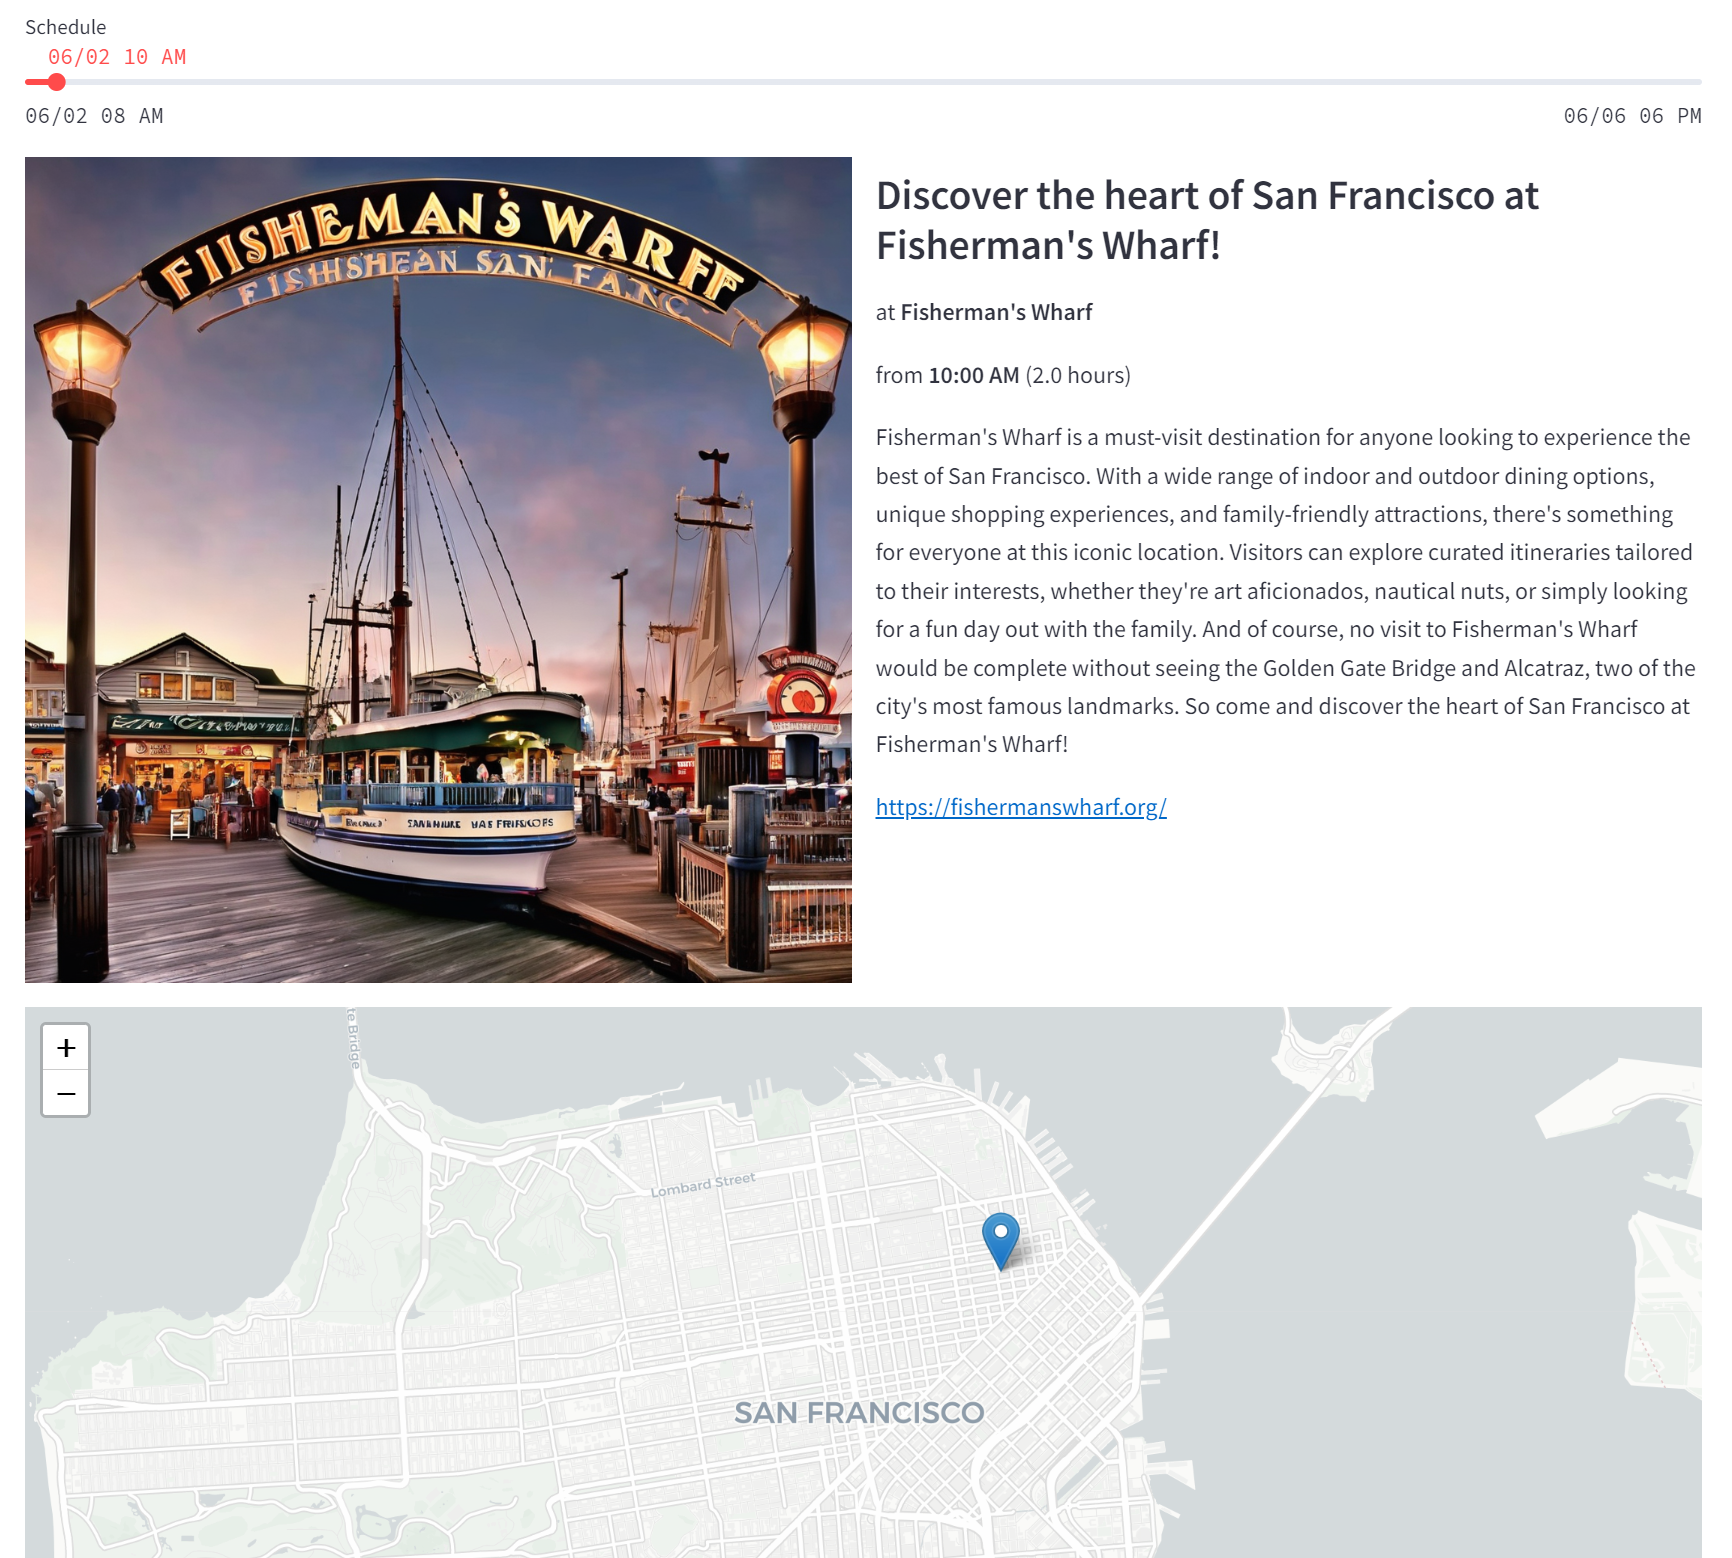 Schedule
06/02 10 AM
06/02 08 AM
06/06 06 PM
FIISHEMAN'S WARFF
FISHSHEAN SAN FANC
SANNHIURE WAS FRIFSCOFS
Discover the heart of San Francisco at
Fisherman's Wharf!
at Fisherman's Wharf
from 10:00 AM (2.0 hours)
Fisherman's Wharf is a must-visit destination for anyone looking to experience the
best of San Francisco. With a wide range of indoor and outdoor dining options,
unique shopping experiences, and family-friendly attractions, there's something
for everyone at this iconic location. Visitors can explore curated itineraries tailored
to their interests, whether they're art aficionados, nautical nuts, or simply looking
for a fun day out with the family. And of course, no visit to Fisherman's Wharf
would be complete without seeing the Golden Gate Bridge and Alcatraz, two of the
city's most famous landmarks. So come and discover the heart of San Francisco at
Fisherman's Wharf!
https://fishermanswharf.org/
+
−
te Bridge
Lombard Street
SAN FRANCISCO